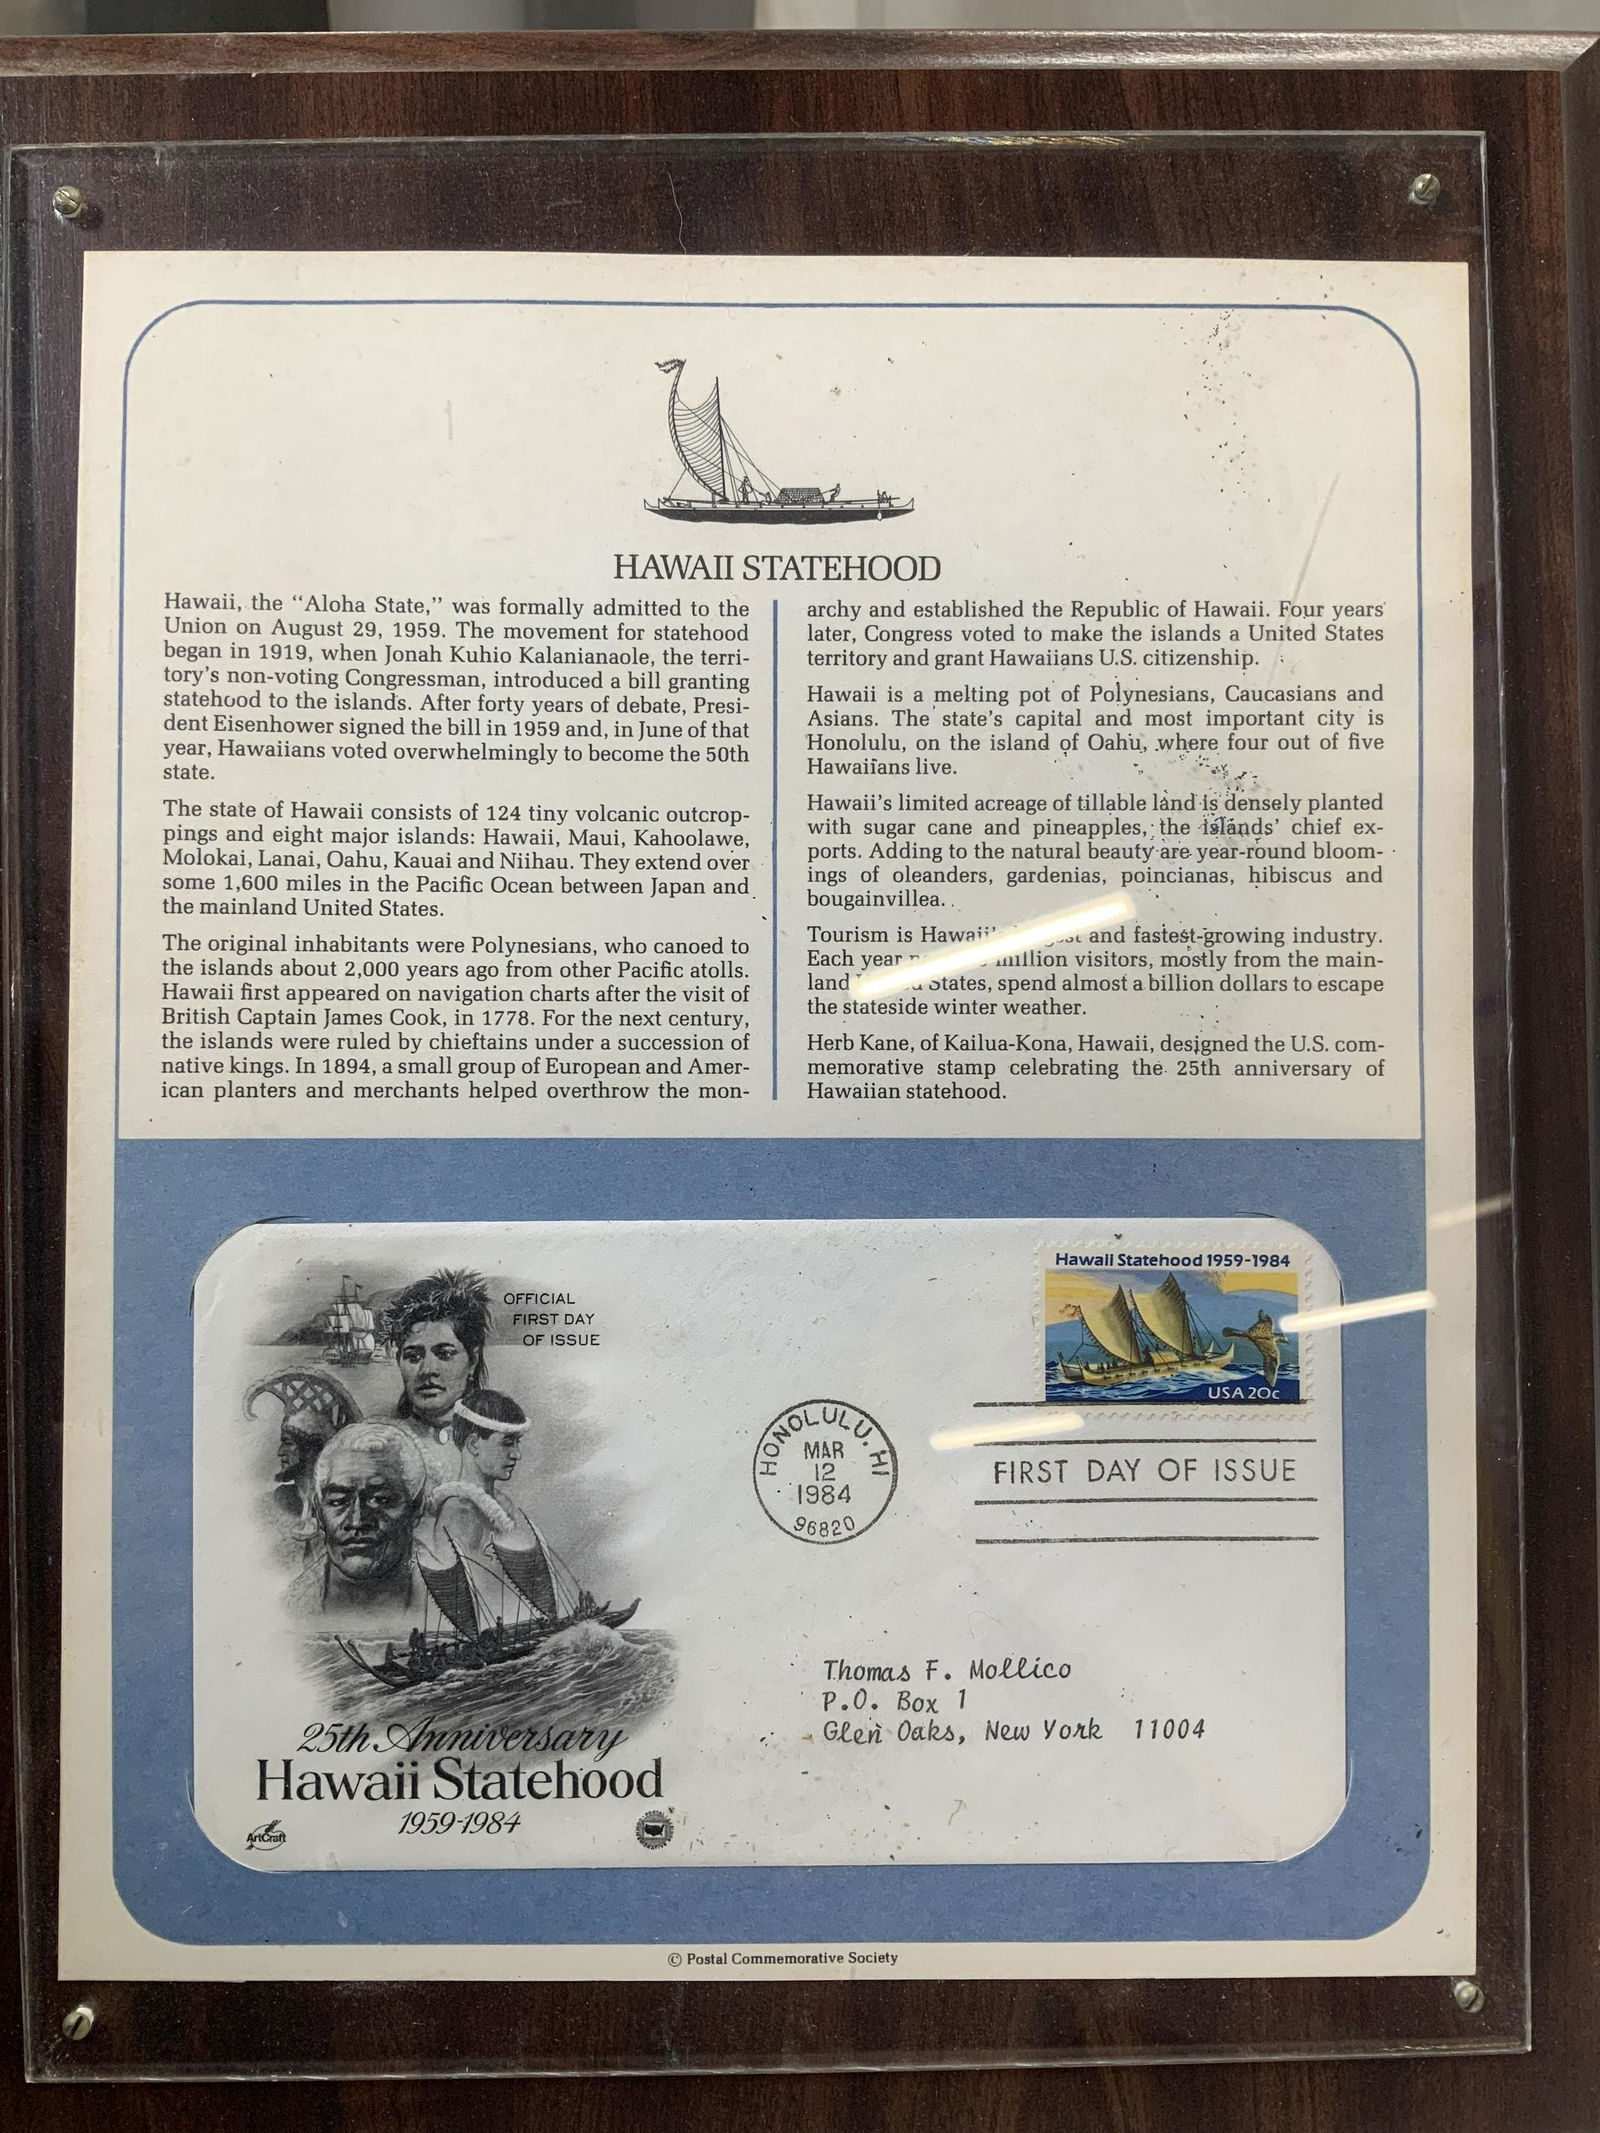 HAWAII STATEHOOD
Hawaii, the “Aloha State,” was formally admitted to the
Union on August 29, 1959. The movement for statehood
began in 1919, when Jonah Kuhio Kalanianaole, the terri-
tory’s non-voting Congressman, introduced a bill granting
statehood to the islands. After forty years of debate, Presi-
dent Eisenhower signed the bill in 1959 and, in June of that
year, Hawaiians voted overwhelmingly to become the 50th
state.
The state of Hawaii consists of 124 tiny volcanic outcrop-
pings and eight major islands: Hawaii, Maui, Kahoolawe,
Molokai, Lanai, Oahu, Kauai and Niihau. They extend over
some 1,600 miles in the Pacific Ocean between Japan and
the mainland United States.
The original inhabitants were Polynesians, who canoed to
the islands about 2,000 years ago from other Pacific atolls.
Hawaii first appeared on navigation charts after the visit of
British Captain James Cook, in 1778. For the next century,
the islands were ruled by chieftains under a succession of
native kings. In 1894, a small group of European and Amer-
ican planters and merchants helped overthrow the mon-
archy and established the Republic of Hawaii. Four years
later, Congress voted to make the islands a United States
territory and grant Hawaiians U.S. citizenship.
Hawaii is a melting pot of Polynesians, Caucasians and
Asians. The state’s capital and most important city is
Honolulu, on the island of Oahu, where four out of five
Hawaiians live.
Hawaii’s limited acreage of tillable land is densely planted
with sugar cane and pineapples, the islands’ chief ex-
ports. Adding to the natural beauty are year-round bloom-
ings of oleanders, gardenias, poincianas, hibiscus and
bougainvillea.
Tourism is Hawaii’s and fastest-growing industry.
Each year million visitors, mostly from the main-
land United States, spend almost a billion dollars to escape
the stateside winter weather.
Herb Kane, of Kailua-Kona, Hawaii, designed the U.S. com-
memorative stamp celebrating the 25th anniversary of
Hawaiian statehood.
OFFICIAL
FIRST DAY
OF ISSUE
Hawaii Statehood 1959-1984
USA 20c
HONOLULU, HI
MAR
12
1984
96820
FIRST DAY OF ISSUE
Thomas F. Mollico
P.O. Box 1
Glen Oaks, New York 11004
25th Anniversary
Hawaii Statehood
1959-1984
ArtCraft
© Postal Commemorative Society